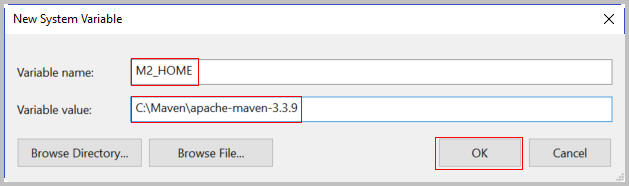 New System Variable
Variable name: M2_HOME
Variable value: C:\Maven\apache-maven-3.3.9
Browse Directory... Browse File... OK Cancel